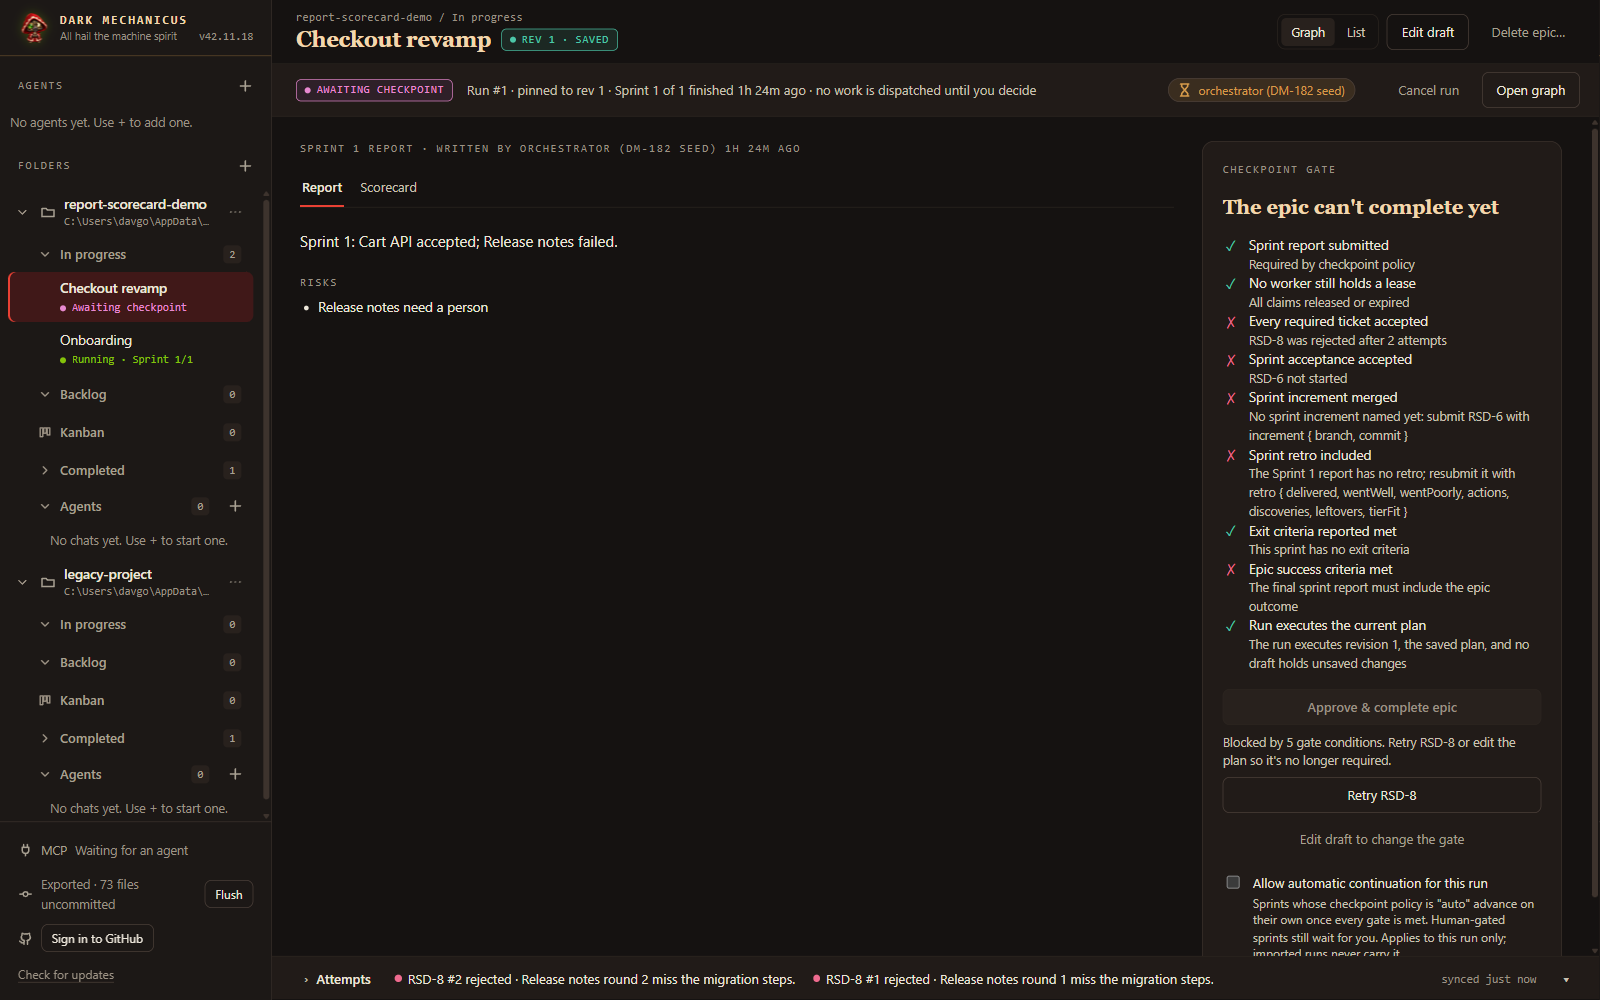 DARK MECHANICUS
All hail the machine spirit
v42.11.18
AGENTS
No agents yet. Use + to add one.
FOLDERS
report-scorecard-demo
C:\Users\davgo\AppData\…
In progress
2
Checkout revamp
Awaiting checkpoint
Onboarding
Running · Sprint 1/1
Backlog
0
Kanban
0
Completed
1
Agents
0
No chats yet. Use + to start one.
legacy-project
C:\Users\davgo\AppData\…
In progress
0
Backlog
0
Kanban
0
Completed
1
Agents
0
No chats yet. Use + to start one.
MCP Waiting for an agent
Exported · 73 files
uncommitted
Flush
Sign in to GitHub
Check for updates
report-scorecard-demo / In progress
Checkout revamp
REV 1 · SAVED
Graph
List
Edit draft
Delete epic…
AWAITING CHECKPOINT
Run #1 · pinned to rev 1 · Sprint 1 of 1 finished 1h 24m ago · no work is dispatched until you decide
orchestrator (DM-182 seed)
Cancel run
Open graph
SPRINT 1 REPORT · WRITTEN BY ORCHESTRATOR (DM-182 SEED) 1H 24M AGO
Report
Scorecard
Sprint 1: Cart API accepted; Release notes failed.
RISKS
• Release notes need a person
CHECKPOINT GATE
The epic can't complete yet
✓ Sprint report submitted
Required by checkpoint policy
✓ No worker still holds a lease
All claims released or expired
✗ Every required ticket accepted
RSD-8 was rejected after 2 attempts
✗ Sprint acceptance accepted
RSD-6 not started
✗ Sprint increment merged
No sprint increment named yet: submit RSD-6 with
increment { branch, commit }
✗ Sprint retro included
The Sprint 1 report has no retro; resubmit it with
retro { delivered, wentWell, wentPoorly, actions,
discoveries, leftovers, tierFit }
✓ Exit criteria reported met
This sprint has no exit criteria
✗ Epic success criteria met
The final sprint report must include the epic
outcome
✓ Run executes the current plan
The run executes revision 1, the saved plan, and no
draft holds unsaved changes
Approve & complete epic
Blocked by 5 gate conditions. Retry RSD-8 or edit the
plan so it's no longer required.
Retry RSD-8
Edit draft to change the gate
Allow automatic continuation for this run
Sprints whose checkpoint policy is "auto" advance on
their own once every gate is met. Human-gated
sprints still wait for you. Applies to this run only;
imported runs never carry it
Attempts
RSD-8 #2 rejected · Release notes round 2 miss the migration steps.
RSD-8 #1 rejected · Release notes round 1 miss the migration steps.
synced just now